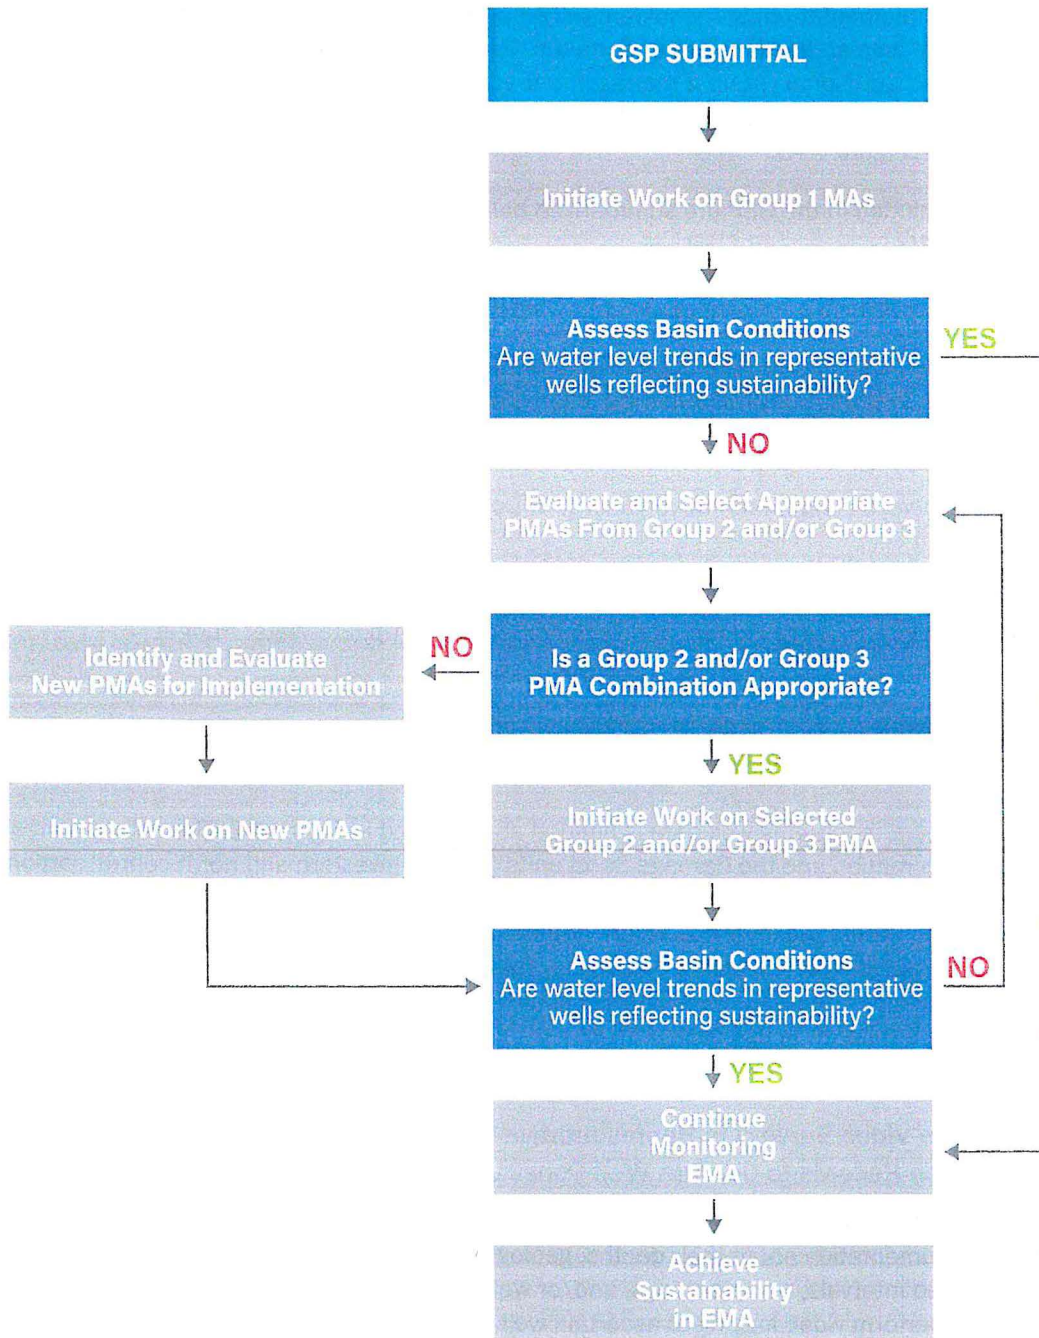 GSP SUBMITTAL
Initiate Work on Group 1 MAs
Assess Basin Conditions
Are water level trends in representative
wells reflecting sustainability?
YES
NO
Evaluate and Select Appropriate
PMAs From Group 2 and/or Group 3
Is a Group 2 and/or Group 3
PMA Combination Appropriate?
NO
Identify and Evaluate
New PMAs for Implementation
YES
Initiate Work on New PMAs
Initiate Work on Selected
Group 2 and/or Group 3 PMA
Assess Basin Conditions
Are water level trends in representative
wells reflecting sustainability?
NO
YES
Continue
Monitoring
EMA
Achieve
Sustainability
in EMA